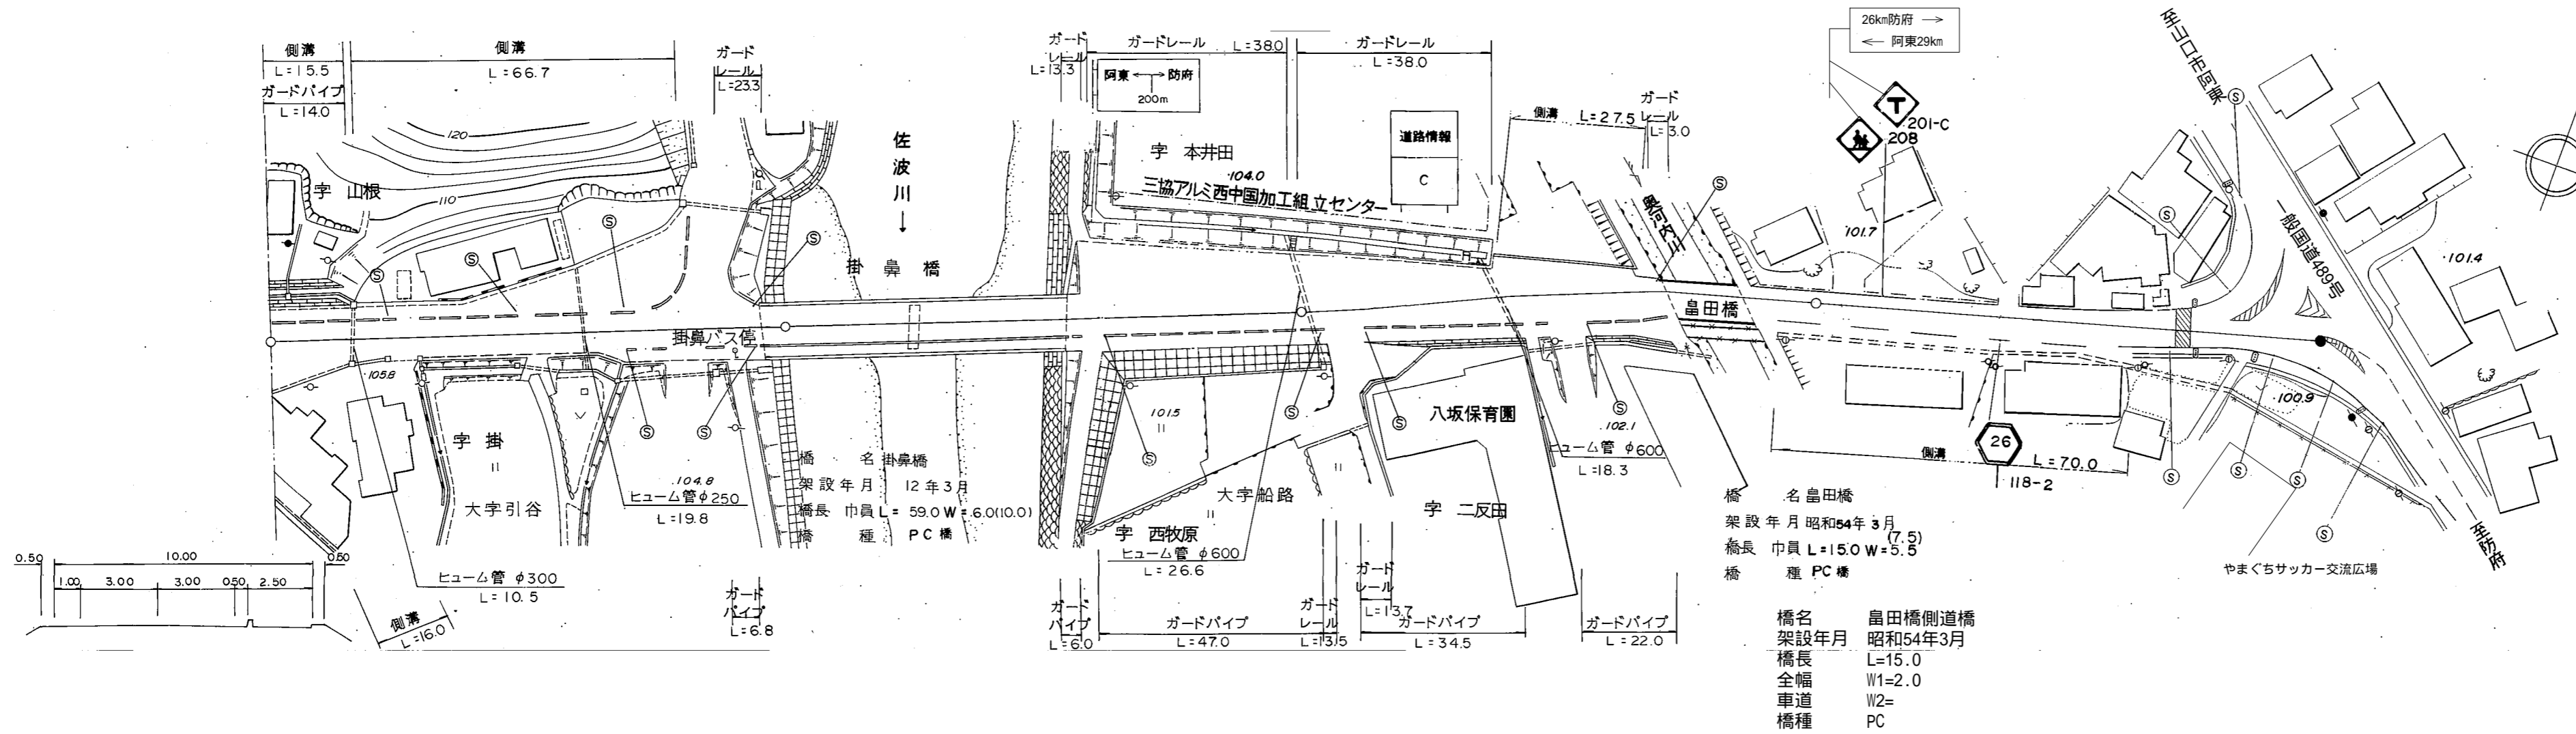 側溝
L=15.5
ガードパイプ
L=14.0
側溝
L=66.7
ガード
レール
L=23.3
ガード
レール
L=13.3
ガードレール L=38.0
ガードレール
L=38.0
阿東 ←→ 防府
200m
道路情報
C
側溝 L=27.5
ガード
レール
L=3.0
26km防府 →
← 阿東29km
201-C
208
至山口市阿東
一般国道489号
至防府
120
110
字 山根
佐波川↓
掛鼻橋
字 本井田
104.0
三協アルミ西中国加工組立センター
奥河内川
畠田橋
101.7
101.4
100.9
掛鼻バス停
105.8
字 掛
大字引谷
104.8
ヒューム管φ250
L=19.8
橋名 掛鼻橋
架設年月 12年3月
橋長 巾員 L=59.0 W=6.0(10.0)
橋種 PC橋
101.5
大字船路
字 西牧原
ヒューム管 φ600
L=26.6
八坂保育園
字 二反田
102.1
ヒューム管 φ600
L=18.3
側溝 L=70.0
26
118-2
橋名 畠田橋
架設年月 昭和54年3月
(7.5)
橋長 巾員 L=15.0 W=5.5
橋種 PC橋
やまぐちサッカー交流広場
0.50
10.00
0.50
1.00
3.00
3.00
0.50
2.50
ヒューム管 φ300
L=10.5
側溝
L=16.0
ガード
パイプ
L=6.8
ガード
パイプ
L=6.0
ガードパイプ
L=47.0
ガード
レール
L=13.5
ガード
レール
L=13.7
ガードパイプ
L=34.5
ガードパイプ
L=22.0
橋名 畠田橋側道橋
架設年月 昭和54年3月
橋長 L=15.0
全幅 W1=2.0
車道 W2=
橋種 PC